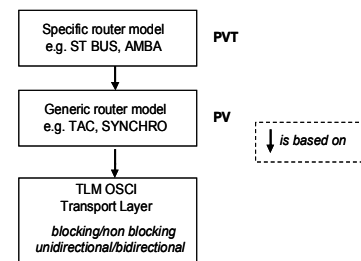 Specific router model
e.g. ST BUS, AMBA
PVT
Generic router model
e.g. TAC, SYNCHRO
PV
is based on
TLM OSCI
Transport Layer
blocking/non blocking
unidirectional/bidirectional